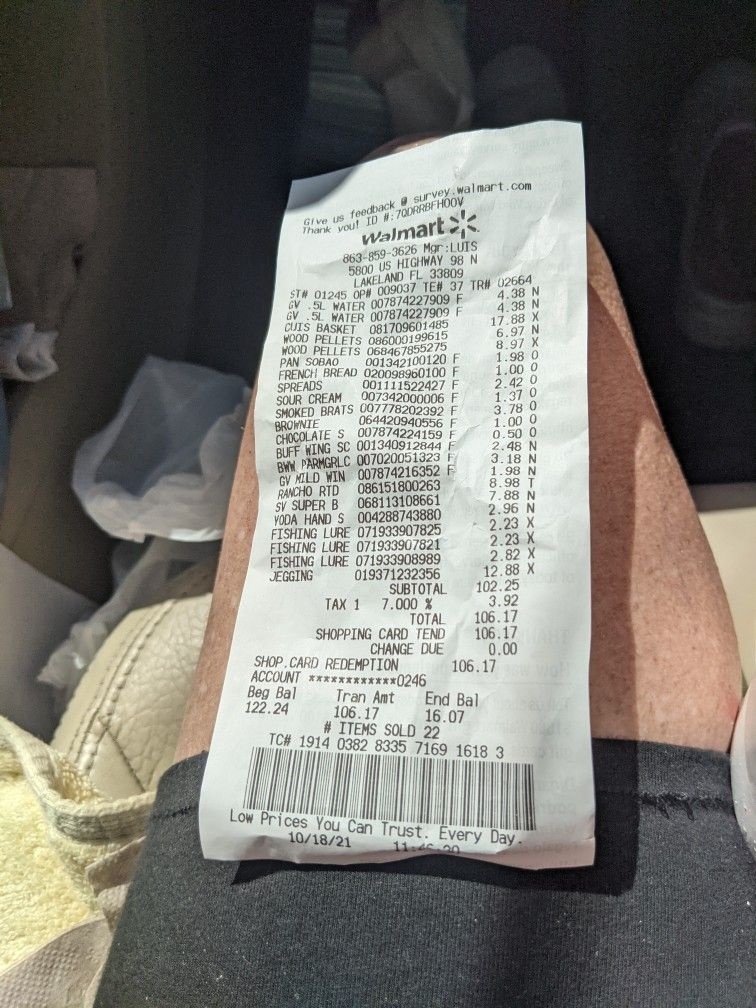 Give us feedback @ survey.walmart.com
Thank you! ID #:7QDRRBFH00V
Walmart
863-859-3626 Mgr:LUIS
5800 US HIGHWAY 98 N
LAKELAND FL 33809
ST# 01245 OP# 009037 TE# 37 TR# 02664
GV .5L WATER 007874227909 F 4.38 N
GV .5L WATER 007874227909 F 4.38 N
CUIS BASKET 081709601485 17.88 X
WOOD PELLETS 086000199615 6.97 N
WOOD PELLETS 068467855275 8.97 X
PAN SOBAO 001342100120 F 1.98 O
FRENCH BREAD 020098960100 F 1.00 O
SPREADS 001111522427 F 2.42 O
SOUR CREAM 007342000006 F 1.37 O
SMOKED BRATS 007778202392 F 3.78 O
BROWNIE 064420940556 F 1.00 O
CHOCOLATE S 007874224159 F 0.50 O
BUFF WING SC 001340912844 F 2.48 N
BWW PARMGRLC 007020051323 F 3.18 N
GV MILD WIN 007874216352 F 1.98 N
RANCHO RTD 086151800263 8.98 T
SV SUPER B 068113108661 7.88 N
YODA HAND S 004288743880 2.96 N
FISHING LURE 071933907825 2.23 X
FISHING LURE 071933907821 2.23 X
FISHING LURE 071933908989 2.82 X
JEGGING 019371232356 12.88 X
SUBTOTAL 102.25
TAX 1 7.000 % 3.92
TOTAL 106.17
SHOPPING CARD TEND 106.17
CHANGE DUE 0.00
SHOP.CARD REDEMPTION 106.17
ACCOUNT ************0246
Beg Bal Tran Amt End Bal
122.24 106.17 16.07
# ITEMS SOLD 22
TC# 1914 0382 8335 7169 1618 3
Low Prices You Can Trust. Every Day.
10/18/21 11:46:20